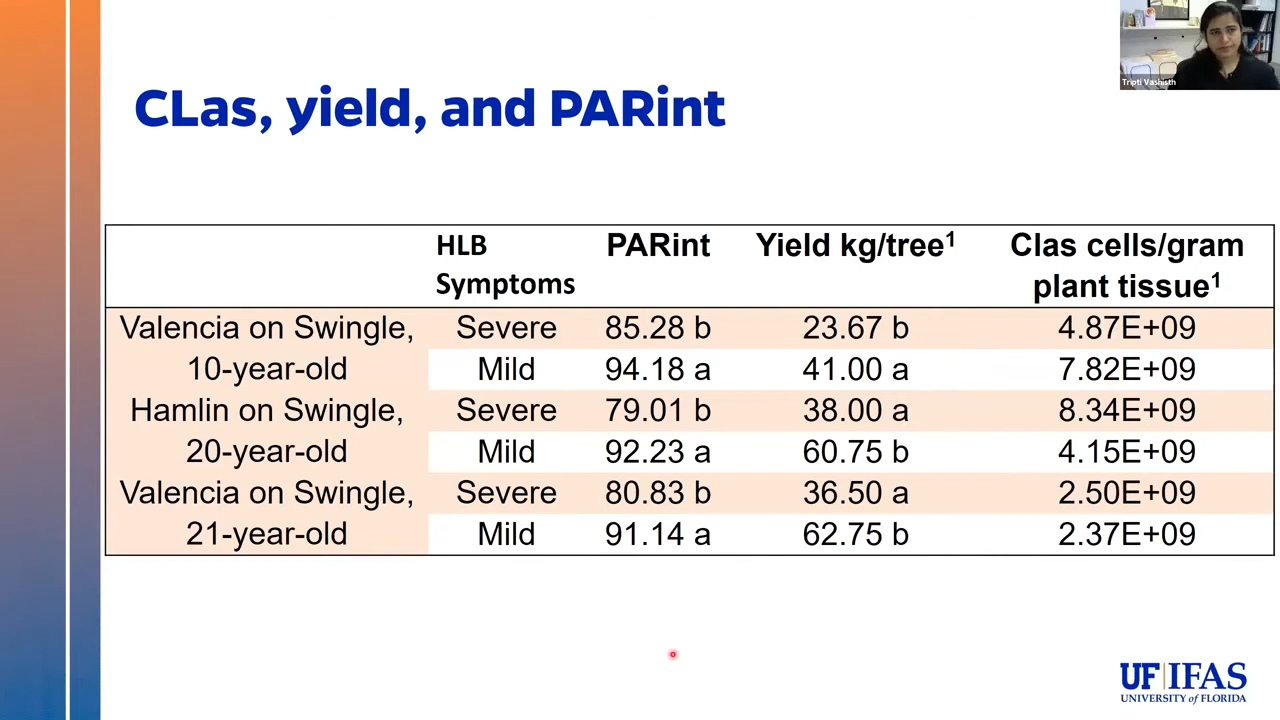 Tripti Vashisth
CLas, yield, and PARint
HLB Symptoms PARint Yield kg/tree¹ Clas cells/gram plant tissue¹
Valencia on Swingle, Severe 85.28 b 23.67 b 4.87E+09
10-year-old Mild 94.18 a 41.00 a 7.82E+09
Hamlin on Swingle, Severe 79.01 b 38.00 a 8.34E+09
20-year-old Mild 92.23 a 60.75 b 4.15E+09
Valencia on Swingle, Severe 80.83 b 36.50 a 2.50E+09
21-year-old Mild 91.14 a 62.75 b 2.37E+09
UF|IFAS
UNIVERSITY of FLORIDA